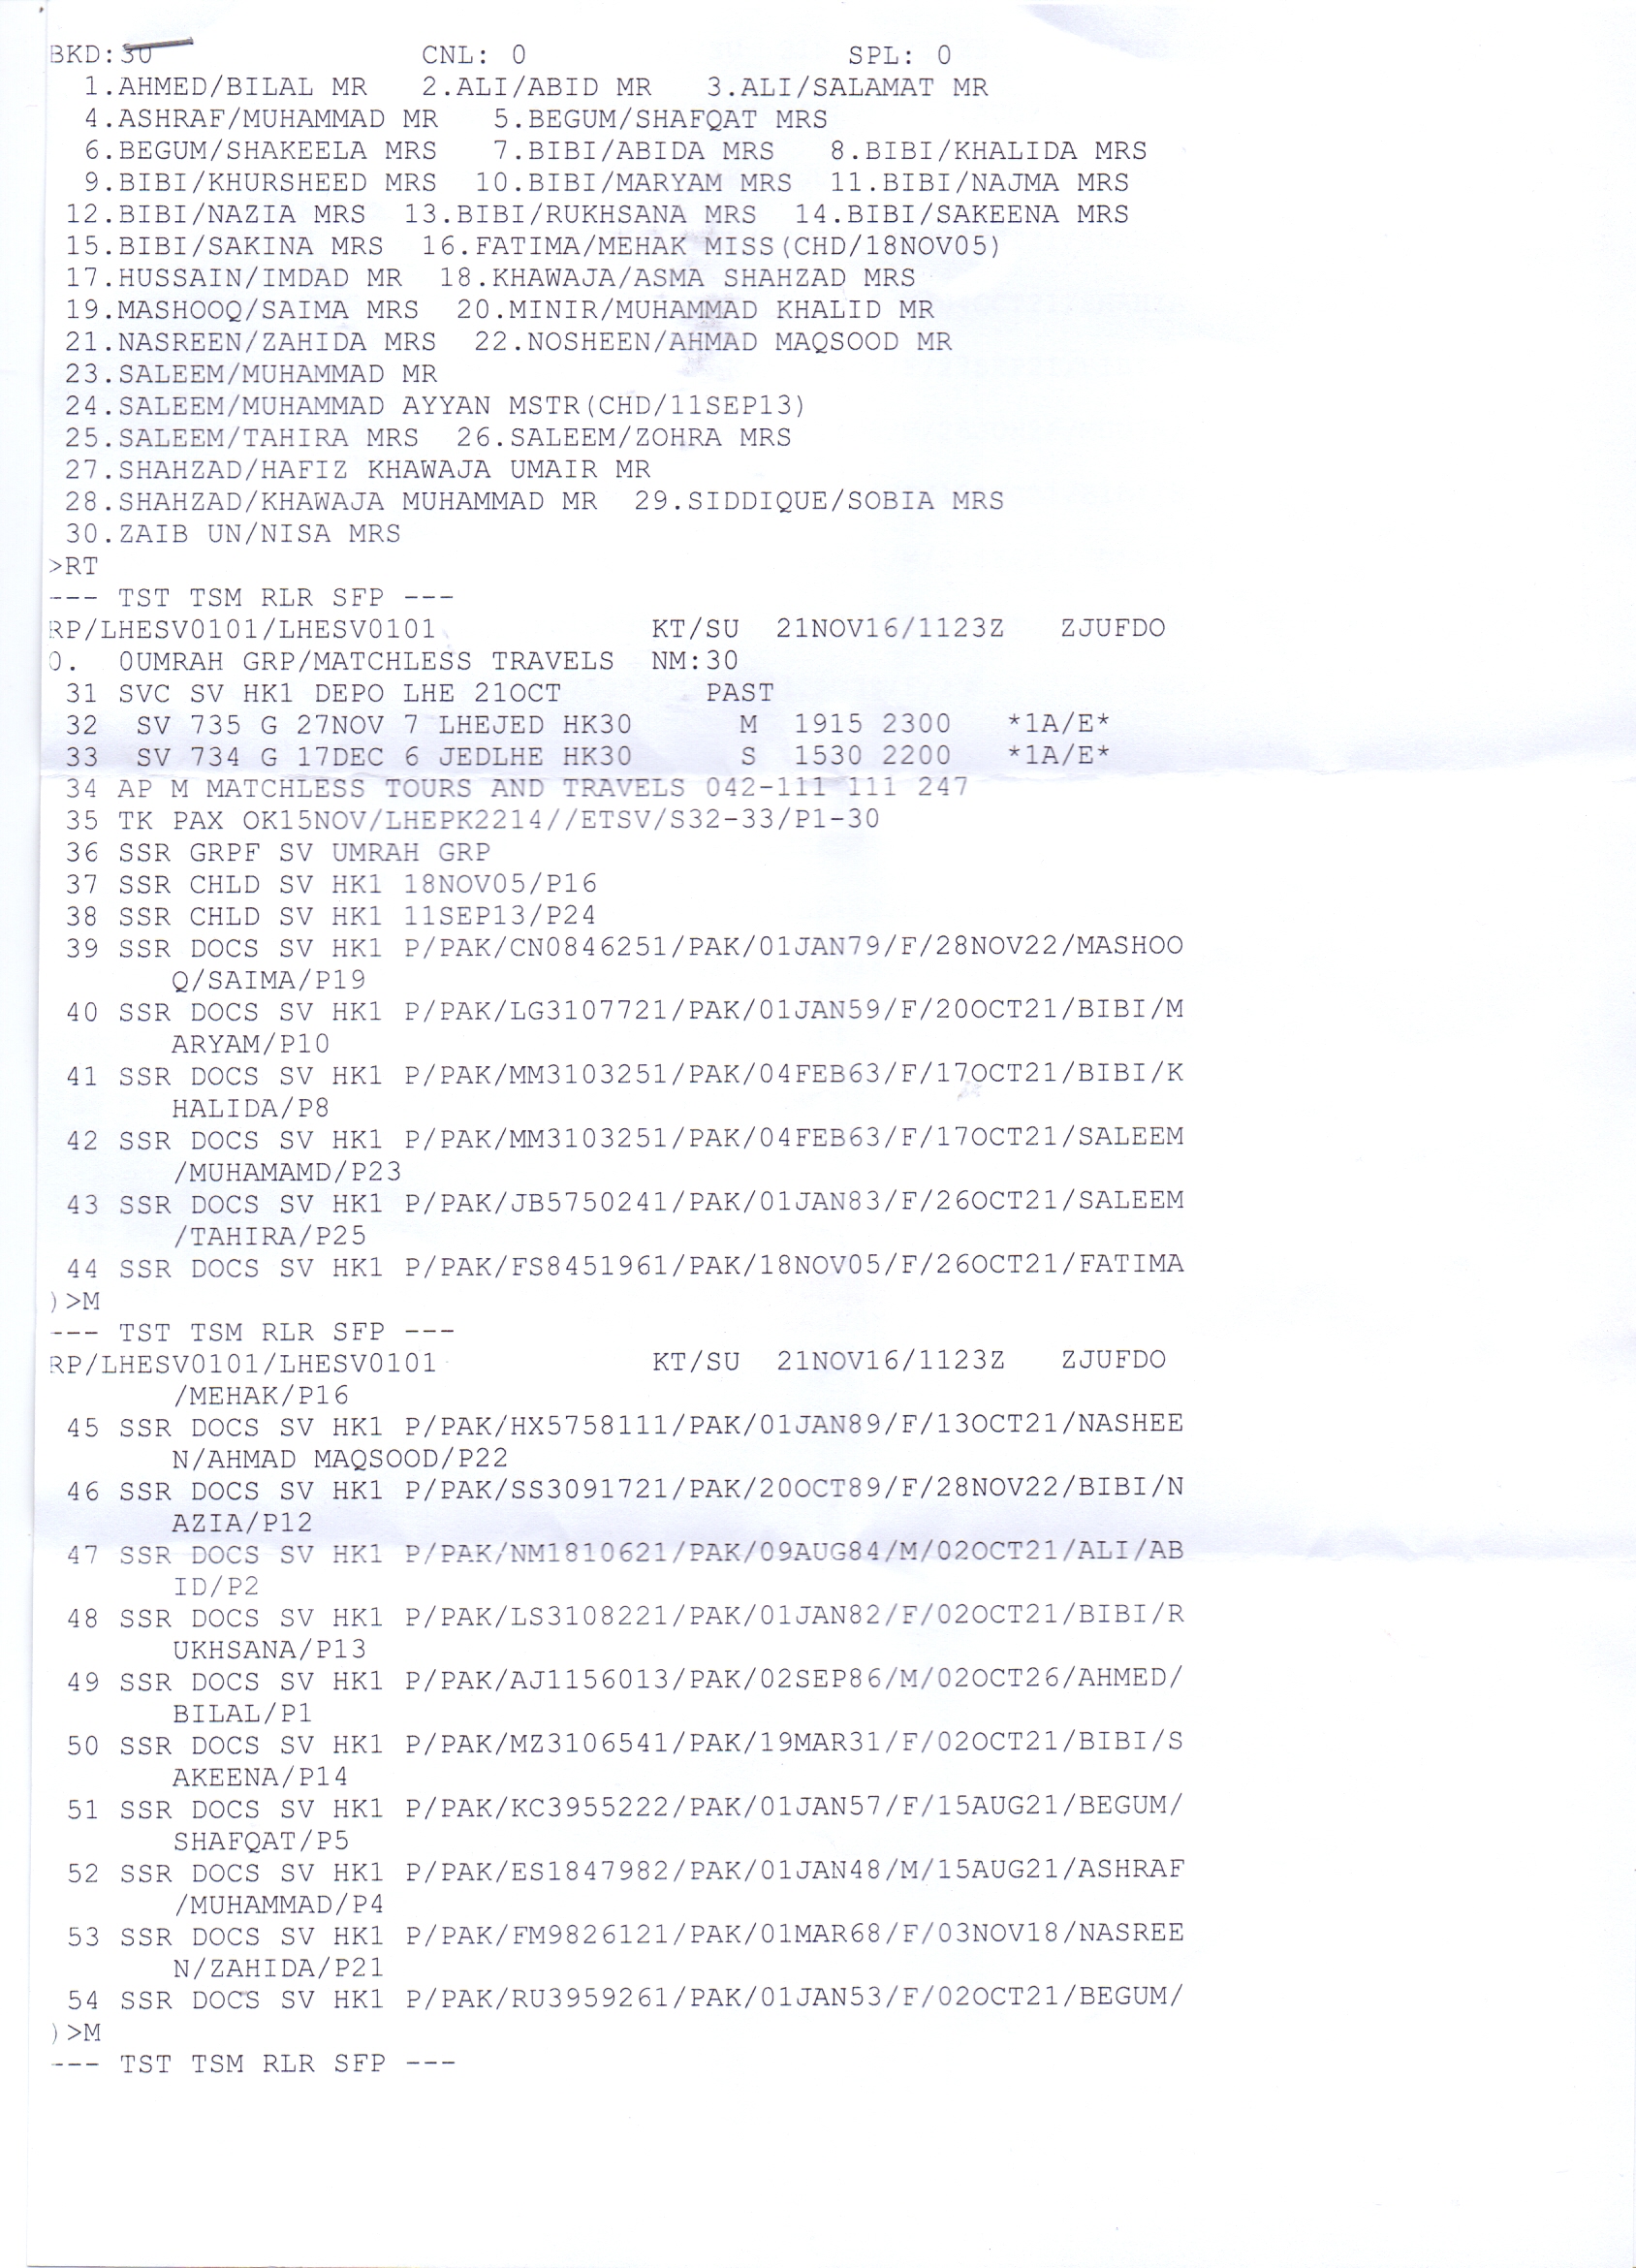 BKD:30 CNL: 0 SPL: 0
1.AHMED/BILAL MR 2.ALI/ABID MR 3.ALI/SALAMAT MR
4.ASHRAF/MUHAMMAD MR 5.BEGUM/SHAFQAT MRS
6.BEGUM/SHAKEELA MRS 7.BIBI/ABIDA MRS 8.BIBI/KHALIDA MRS
9.BIBI/KHURSHEED MRS 10.BIBI/MARYAM MRS 11.BIBI/NAJMA MRS
12.BIBI/NAZIA MRS 13.BIBI/RUKHSANA MRS 14.BIBI/SAKEENA MRS
15.BIBI/SAKINA MRS 16.FATIMA/MEHAK MISS(CHD/18NOV05)
17.HUSSAIN/IMDAD MR 18.KHAWAJA/ASMA SHAHZAD MRS
19.MASHOOQ/SAIMA MRS 20.MINIR/MUHAMMAD KHALID MR
21.NASREEN/ZAHIDA MRS 22.NOSHEEN/AHMAD MAQSOOD MR
23.SALEEM/MUHAMMAD MR
24.SALEEM/MUHAMMAD AYYAN MSTR(CHD/11SEP13)
25.SALEEM/TAHIRA MRS 26.SALEEM/ZOHRA MRS
27.SHAHZAD/HAFIZ KHAWAJA UMAIR MR
28.SHAHZAD/KHAWAJA MUHAMMAD MR 29.SIDDIQUE/SOBIA MRS
30.ZAIB UN/NISA MRS
>RT
--- TST TSM RLR SFP ---
RP/LHESV0101/LHESV0101 KT/SU 21NOV16/1123Z ZJUFDO
0. 0UMRAH GRP/MATCHLESS TRAVELS NM:30
31 SVC SV HK1 DEPO LHE 21OCT PAST
32 SV 735 G 27NOV 7 LHEJED HK30 M 1915 2300 *1A/E*
33 SV 734 G 17DEC 6 JEDLHE HK30 S 1530 2200 *1A/E*
34 AP M MATCHLESS TOURS AND TRAVELS 042-111 111 247
35 TK PAX OK15NOV/LHEPK2214//ETSV/S32-33/P1-30
36 SSR GRPF SV UMRAH GRP
37 SSR CHLD SV HK1 18NOV05/P16
38 SSR CHLD SV HK1 11SEP13/P24
39 SSR DOCS SV HK1 P/PAK/CN0846251/PAK/01JAN79/F/28NOV22/MASHOO
Q/SAIMA/P19
40 SSR DOCS SV HK1 P/PAK/LG3107721/PAK/01JAN59/F/20OCT21/BIBI/M
ARYAM/P10
41 SSR DOCS SV HK1 P/PAK/MM3103251/PAK/04FEB63/F/17OCT21/BIBI/K
HALIDA/P8
42 SSR DOCS SV HK1 P/PAK/MM3103251/PAK/04FEB63/F/17OCT21/SALEEM
/MUHAMAMD/P23
43 SSR DOCS SV HK1 P/PAK/JB5750241/PAK/01JAN83/F/26OCT21/SALEEM
/TAHIRA/P25
44 SSR DOCS SV HK1 P/PAK/FS8451961/PAK/18NOV05/F/26OCT21/FATIMA
)>M
--- TST TSM RLR SFP ---
RP/LHESV0101/LHESV0101 KT/SU 21NOV16/1123Z ZJUFDO
/MEHAK/P16
45 SSR DOCS SV HK1 P/PAK/HX5758111/PAK/01JAN89/F/13OCT21/NASHEE
N/AHMAD MAQSOOD/P22
46 SSR DOCS SV HK1 P/PAK/SS3091721/PAK/20OCT89/F/28NOV22/BIBI/N
AZIA/P12
47 SSR DOCS SV HK1 P/PAK/NM1810621/PAK/09AUG84/M/02OCT21/ALI/AB
ID/P2
48 SSR DOCS SV HK1 P/PAK/LS3108221/PAK/01JAN82/F/02OCT21/BIBI/R
UKHSANA/P13
49 SSR DOCS SV HK1 P/PAK/AJ1156013/PAK/02SEP86/M/02OCT26/AHMED/
BILAL/P1
50 SSR DOCS SV HK1 P/PAK/MZ3106541/PAK/19MAR31/F/02OCT21/BIBI/S
AKEENA/P14
51 SSR DOCS SV HK1 P/PAK/KC3955222/PAK/01JAN57/F/15AUG21/BEGUM/
SHAFQAT/P5
52 SSR DOCS SV HK1 P/PAK/ES1847982/PAK/01JAN48/M/15AUG21/ASHRAF
/MUHAMMAD/P4
53 SSR DOCS SV HK1 P/PAK/FM9826121/PAK/01MAR68/F/03NOV18/NASREE
N/ZAHIDA/P21
54 SSR DOCS SV HK1 P/PAK/RU3959261/PAK/01JAN53/F/02OCT21/BEGUM/
)>M
--- TST TSM RLR SFP ---